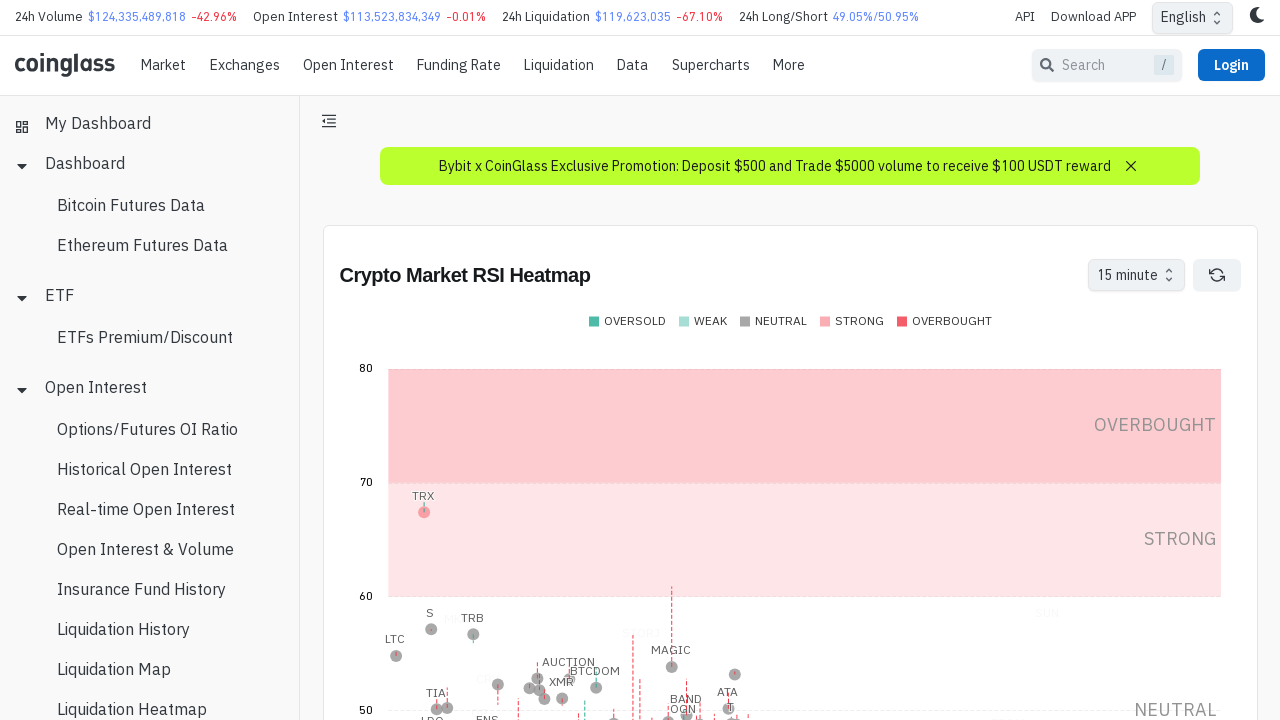 24h Volume $124,335,489,818 -42.96% Open Interest $113,523,834,349 -0.01% 24h Liquidation $119,623,035 -67.10% 24h Long/Short 49.05%/50.95% API Download APP English
coinglass Market Exchanges Open Interest Funding Rate Liquidation Data Supercharts More Search / Login
My Dashboard
Dashboard
Bitcoin Futures Data
Ethereum Futures Data
ETF
ETFs Premium/Discount
Open Interest
Options/Futures OI Ratio
Historical Open Interest
Real-time Open Interest
Open Interest & Volume
Insurance Fund History
Liquidation History
Liquidation Map
Liquidation Heatmap
Bybit x CoinGlass Exclusive Promotion: Deposit $500 and Trade $5000 volume to receive $100 USDT reward
Crypto Market RSI Heatmap
15 minute
OVERSOLD WEAK NEUTRAL STRONG OVERBOUGHT
80
OVERBOUGHT
70
TRX
STRONG
60
S
TRB
LTC
MAGIC
AUCTION
BTCDOM
XMR
TIA
ATA
BAND
T
OGN
50
NEUTRAL
LDO
ENS